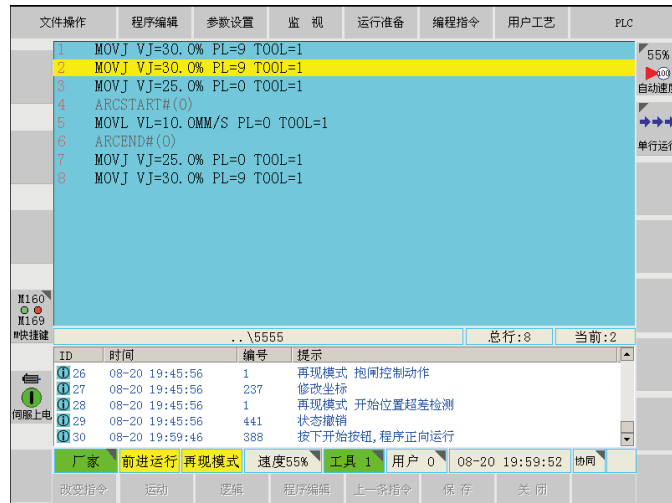 文件操作 程序编辑 参数设置 监 视 运行准备 编程指令 用户工艺 PLC
1 MOVJ VJ=30.0% PL=9 TOOL=1
2 MOVJ VJ=30.0% PL=9 TOOL=1
3 MOVJ VJ=25.0% PL=0 TOOL=1
4 ARCSTART#(0)
5 MOVL VL=10.0MM/S PL=0 TOOL=1
6 ARCEND#(0)
7 MOVJ VJ=25.0% PL=0 TOOL=1
8 MOVJ VJ=30.0% PL=9 TOOL=1
55%
100
自动速度
单行运行
M160
M169
M快捷键
伺服上电
..\5555 总行:8 当前:2
ID 时间 编号 提示
26 08-20 19:45:56 1 再现模式 抱闸控制动作
27 08-20 19:45:56 237 修改坐标
28 08-20 19:45:56 1 再现模式 开始位置超差检测
29 08-20 19:45:56 441 状态撤销
30 08-20 19:59:46 388 按下开始按钮,程序正向运行
厂家 前进运行 再现模式 速度55% 工具 1 用户 0 08-20 19:59:52 协同
改变指令 运动 逻辑 程序编辑 上一条指令 保 存 关 闭